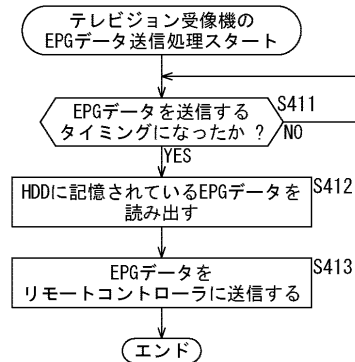 テレビジョン受像機の
EPGデータ送信処理スタート
EPGデータを送信する
タイミングになったか ?
S411
NO
YES
HDDに記憶されているEPGデータを
読み出す
S412
EPGデータを
リモートコントローラに送信する
S413
エンド